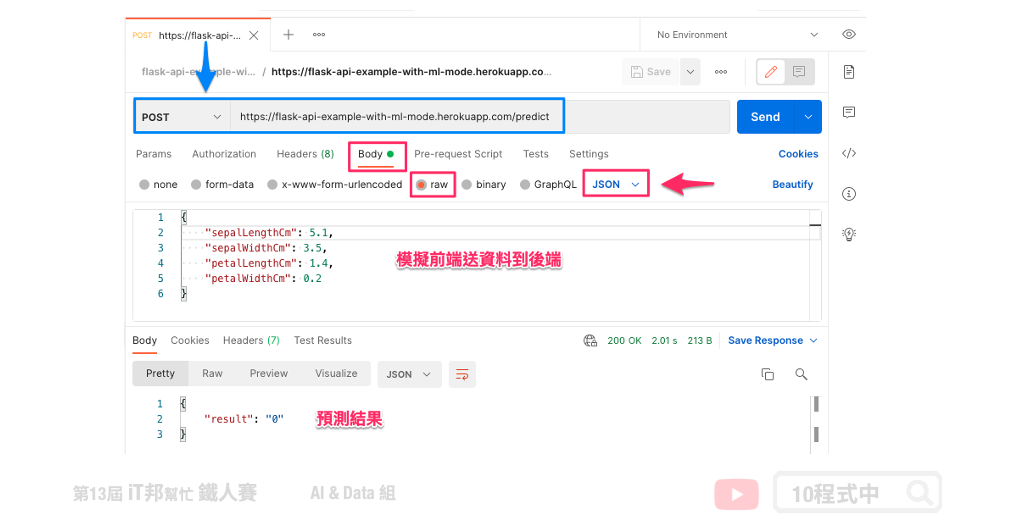 POST https://flask-api-... No Environment
flask-api-example-wi... / https://flask-api-example-with-ml-mode.herokuapp.co... Save
POST https://flask-api-example-with-ml-mode.herokuapp.com/predict Send
Params Authorization Headers (8) Body Pre-request Script Tests Settings Cookies
none form-data x-www-form-urlencoded raw binary GraphQL JSON Beautify
1 {
2 "sepalLengthCm": 5.1,
3 "sepalWidthCm": 3.5,
4 "petalLengthCm": 1.4,
5 "petalWidthCm": 0.2
6 }
模擬前端送資料到後端
Body Cookies Headers (7) Test Results 200 OK 2.01 s 213 B Save Response
Pretty Raw Preview Visualize JSON
1 {
2 "result": "0"
3 }
預測結果
第13屆 iT邦幫忙 鐵人賽 AI & Data 組 10程式中